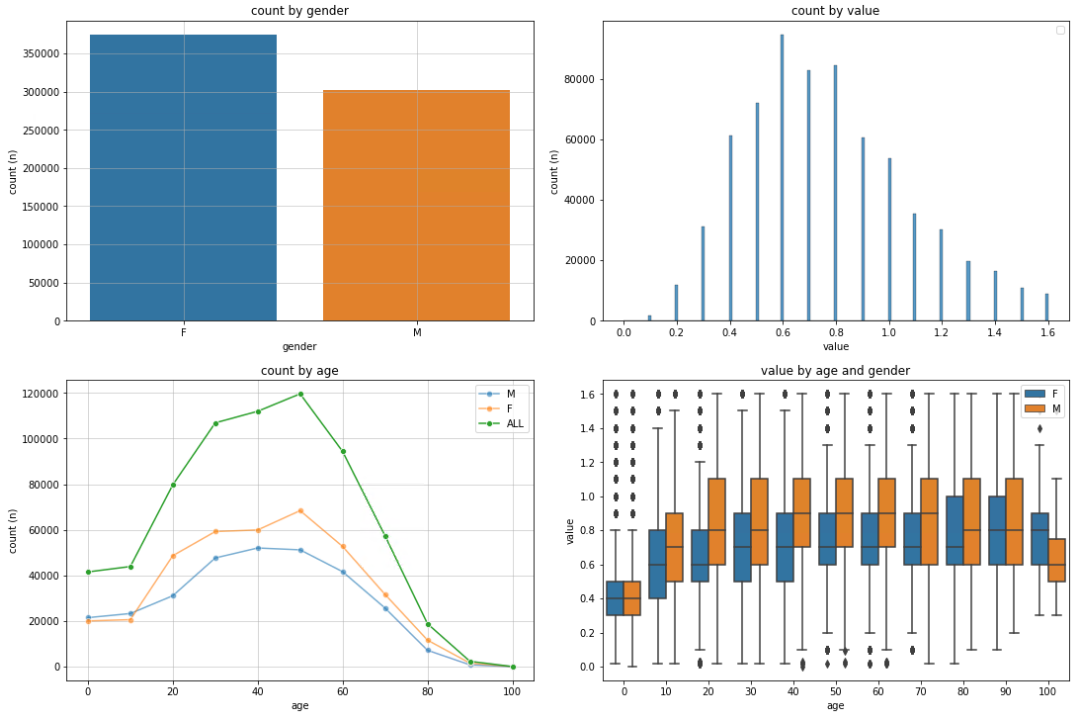 count by gender
count (n)
350000
300000
250000
200000
150000
100000
50000
0
F
M
gender
count by value
count (n)
80000
60000
40000
20000
0
0.0
0.2
0.4
0.6
0.8
1.0
1.2
1.4
1.6
value
count by age
count (n)
120000
100000
80000
60000
40000
20000
0
M
F
ALL
0
20
40
60
80
100
age
value by age and gender
value
1.6
1.4
1.2
1.0
0.8
0.6
0.4
0.2
0.0
F
M
0
10
20
30
40
50
60
70
80
90
100
age